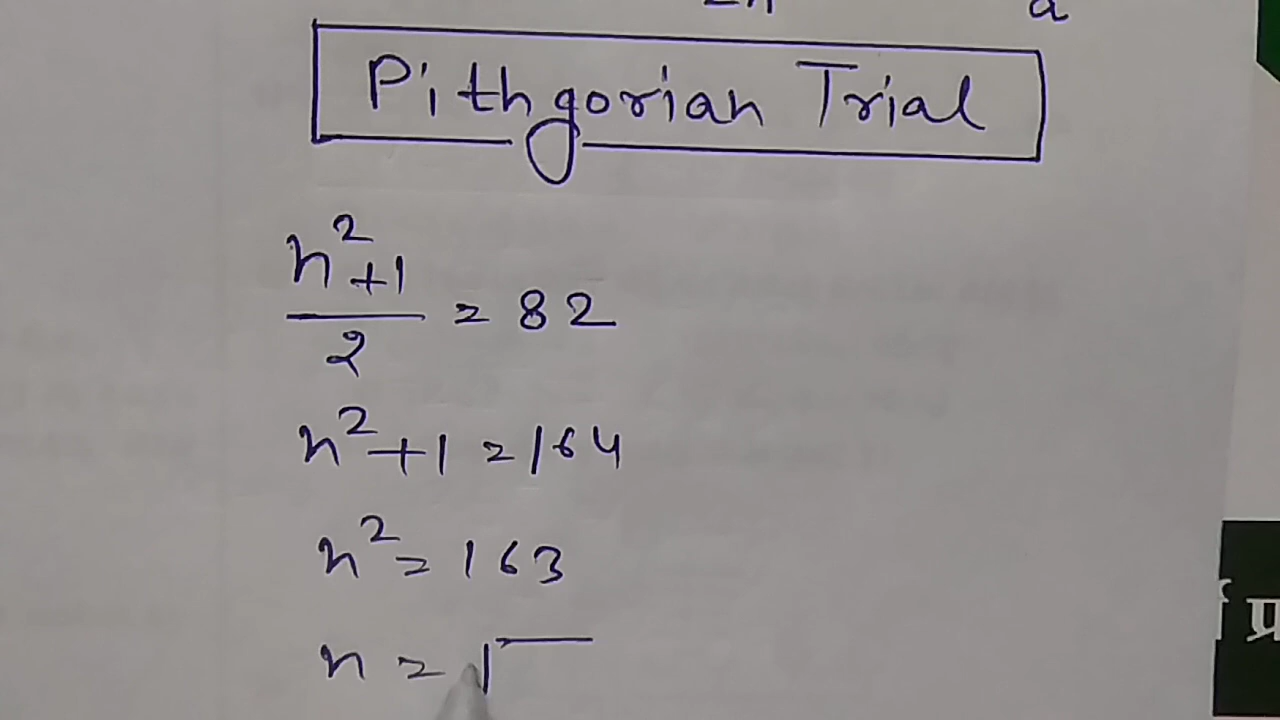 a
Pithgorian Trial
n²+1
2
= 82
n²+1=164
n²=163
n=√
प्र